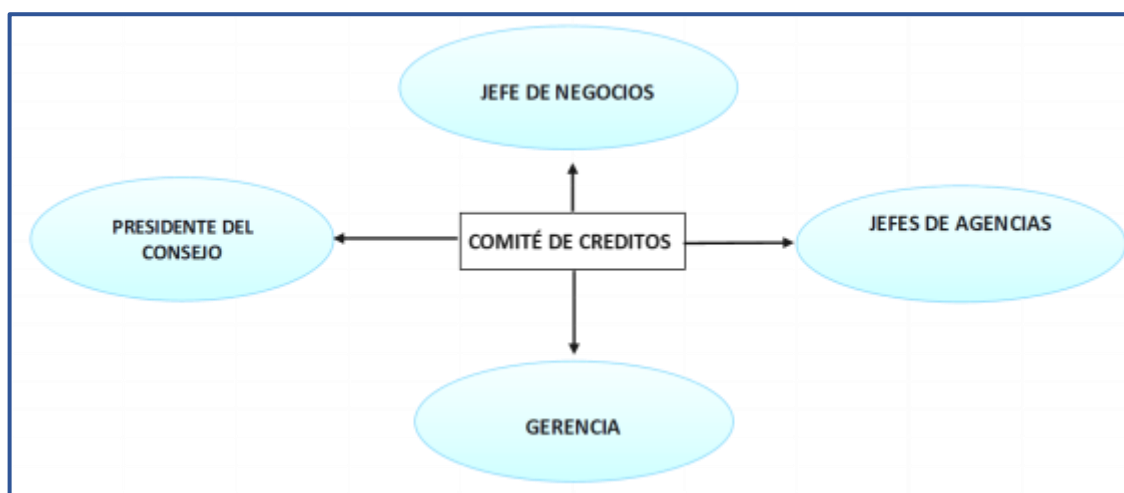 JEFE DE NEGOCIOS
PRESIDENTE DEL
CONSEJO
COMITÉ DE CREDITOS
JEFES DE AGENCIAS
GERENCIA